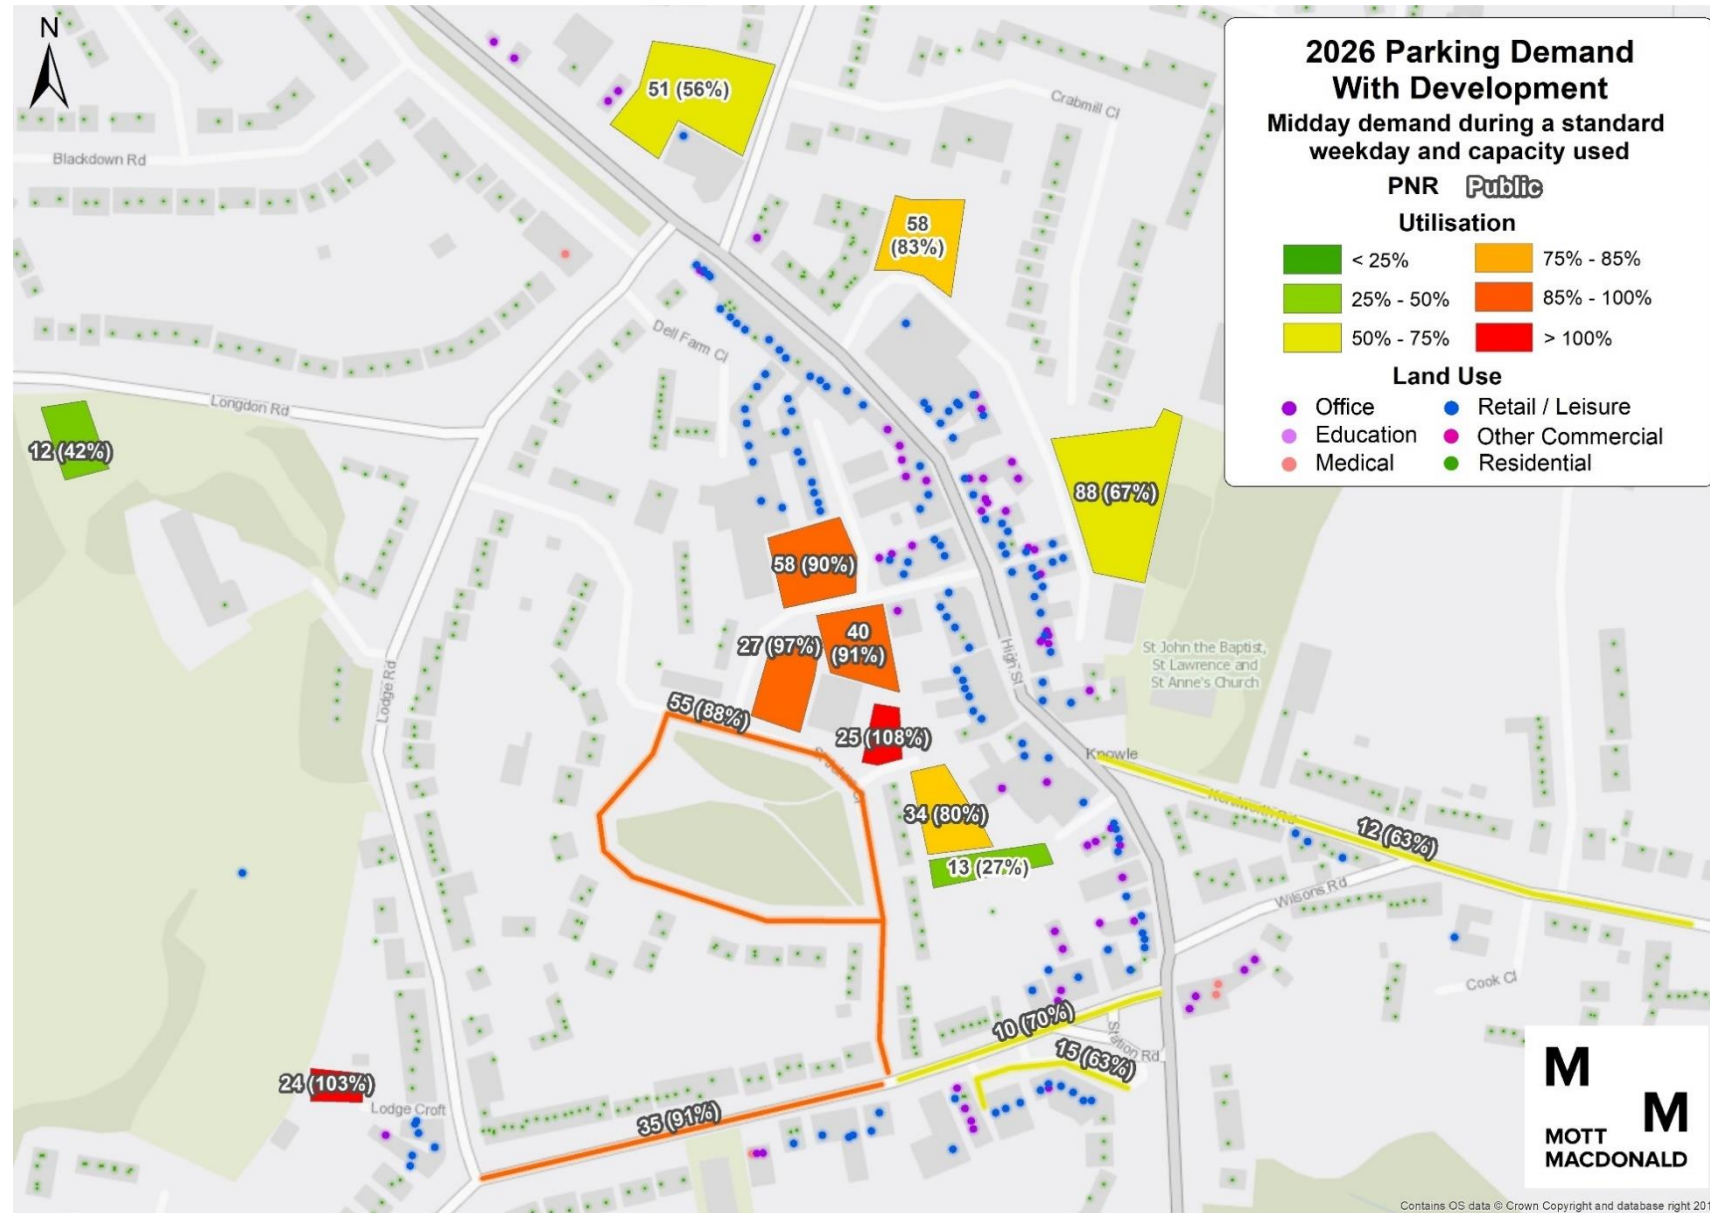 N
2026 Parking Demand
With Development
Midday demand during a standard
weekday and capacity used
PNR Public
Utilisation
< 25%
75% - 85%
25% - 50%
85% - 100%
50% - 75%
> 100%
Land Use
Office
Retail / Leisure
Education
Other Commercial
Medical
Residential
51 (56%)
Crabmill Cl
Blackdown Rd
58
(83%)
Dell Farm Cl
Longdon Rd
12 (42%)
88 (67%)
58 (90%)
40
(91%)
27 (97%)
High St
St John the Baptist,
St Lawrence and
St Anne's Church
Lodge Rd
55 (88%)
25 (108%)
Knowle
34 (80%)
Kenilworth Rd
12 (63%)
13 (27%)
Wilsons Rd
Cook Cl
10 (70%)
Station Rd
15 (63%)
24 (103%)
Lodge Croft
35 (91%)
M
M
MOTT
MACDONALD
Contains OS data © Crown Copyright and database right 201